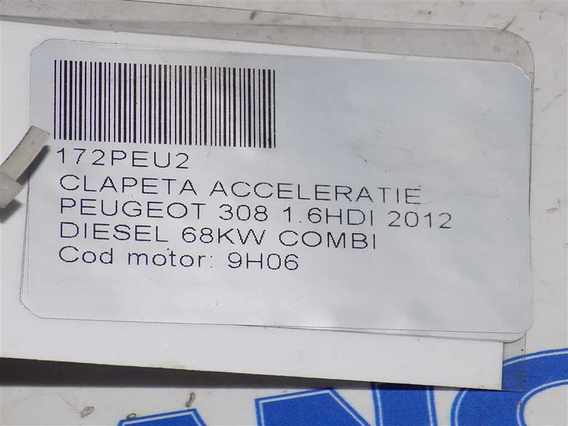 172PEU2
CLAPETA ACCELERATIE
PEUGEOT 308 1.6HDI 2012
DIESEL 68KW COMBI
Cod motor: 9H06